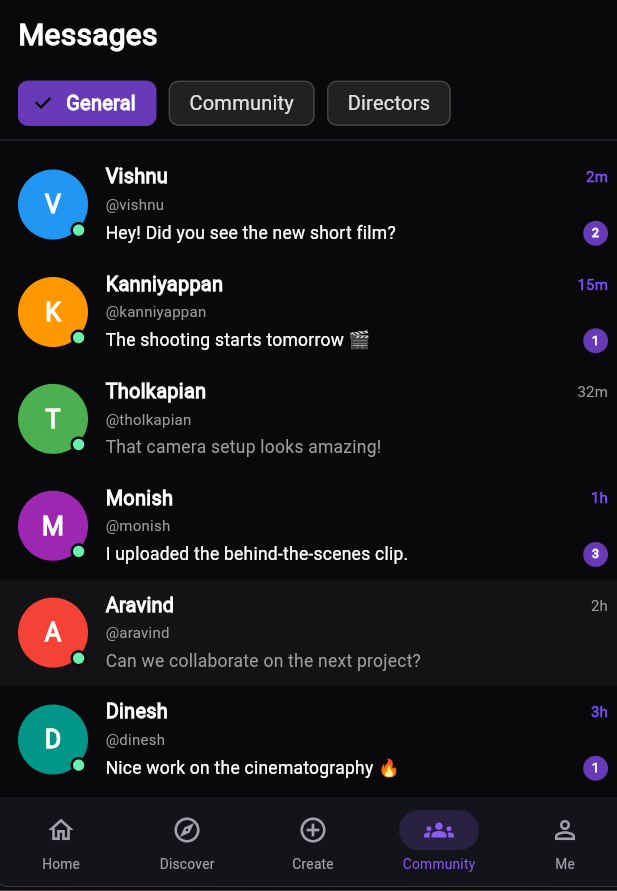 Messages
General Community Directors
V
Vishnu
2m
@vishnu
Hey! Did you see the new short film?
2
K
Kanniyappan
15m
@kanniyappan
The shooting starts tomorrow 🎬
1
T
Tholkapian
32m
@tholkapian
That camera setup looks amazing!
M
Monish
1h
@monish
I uploaded the behind-the-scenes clip.
3
A
Aravind
2h
@aravind
Can we collaborate on the next project?
D
Dinesh
3h
@dinesh
Nice work on the cinematography 🔥
1
Home Discover Create Community Me